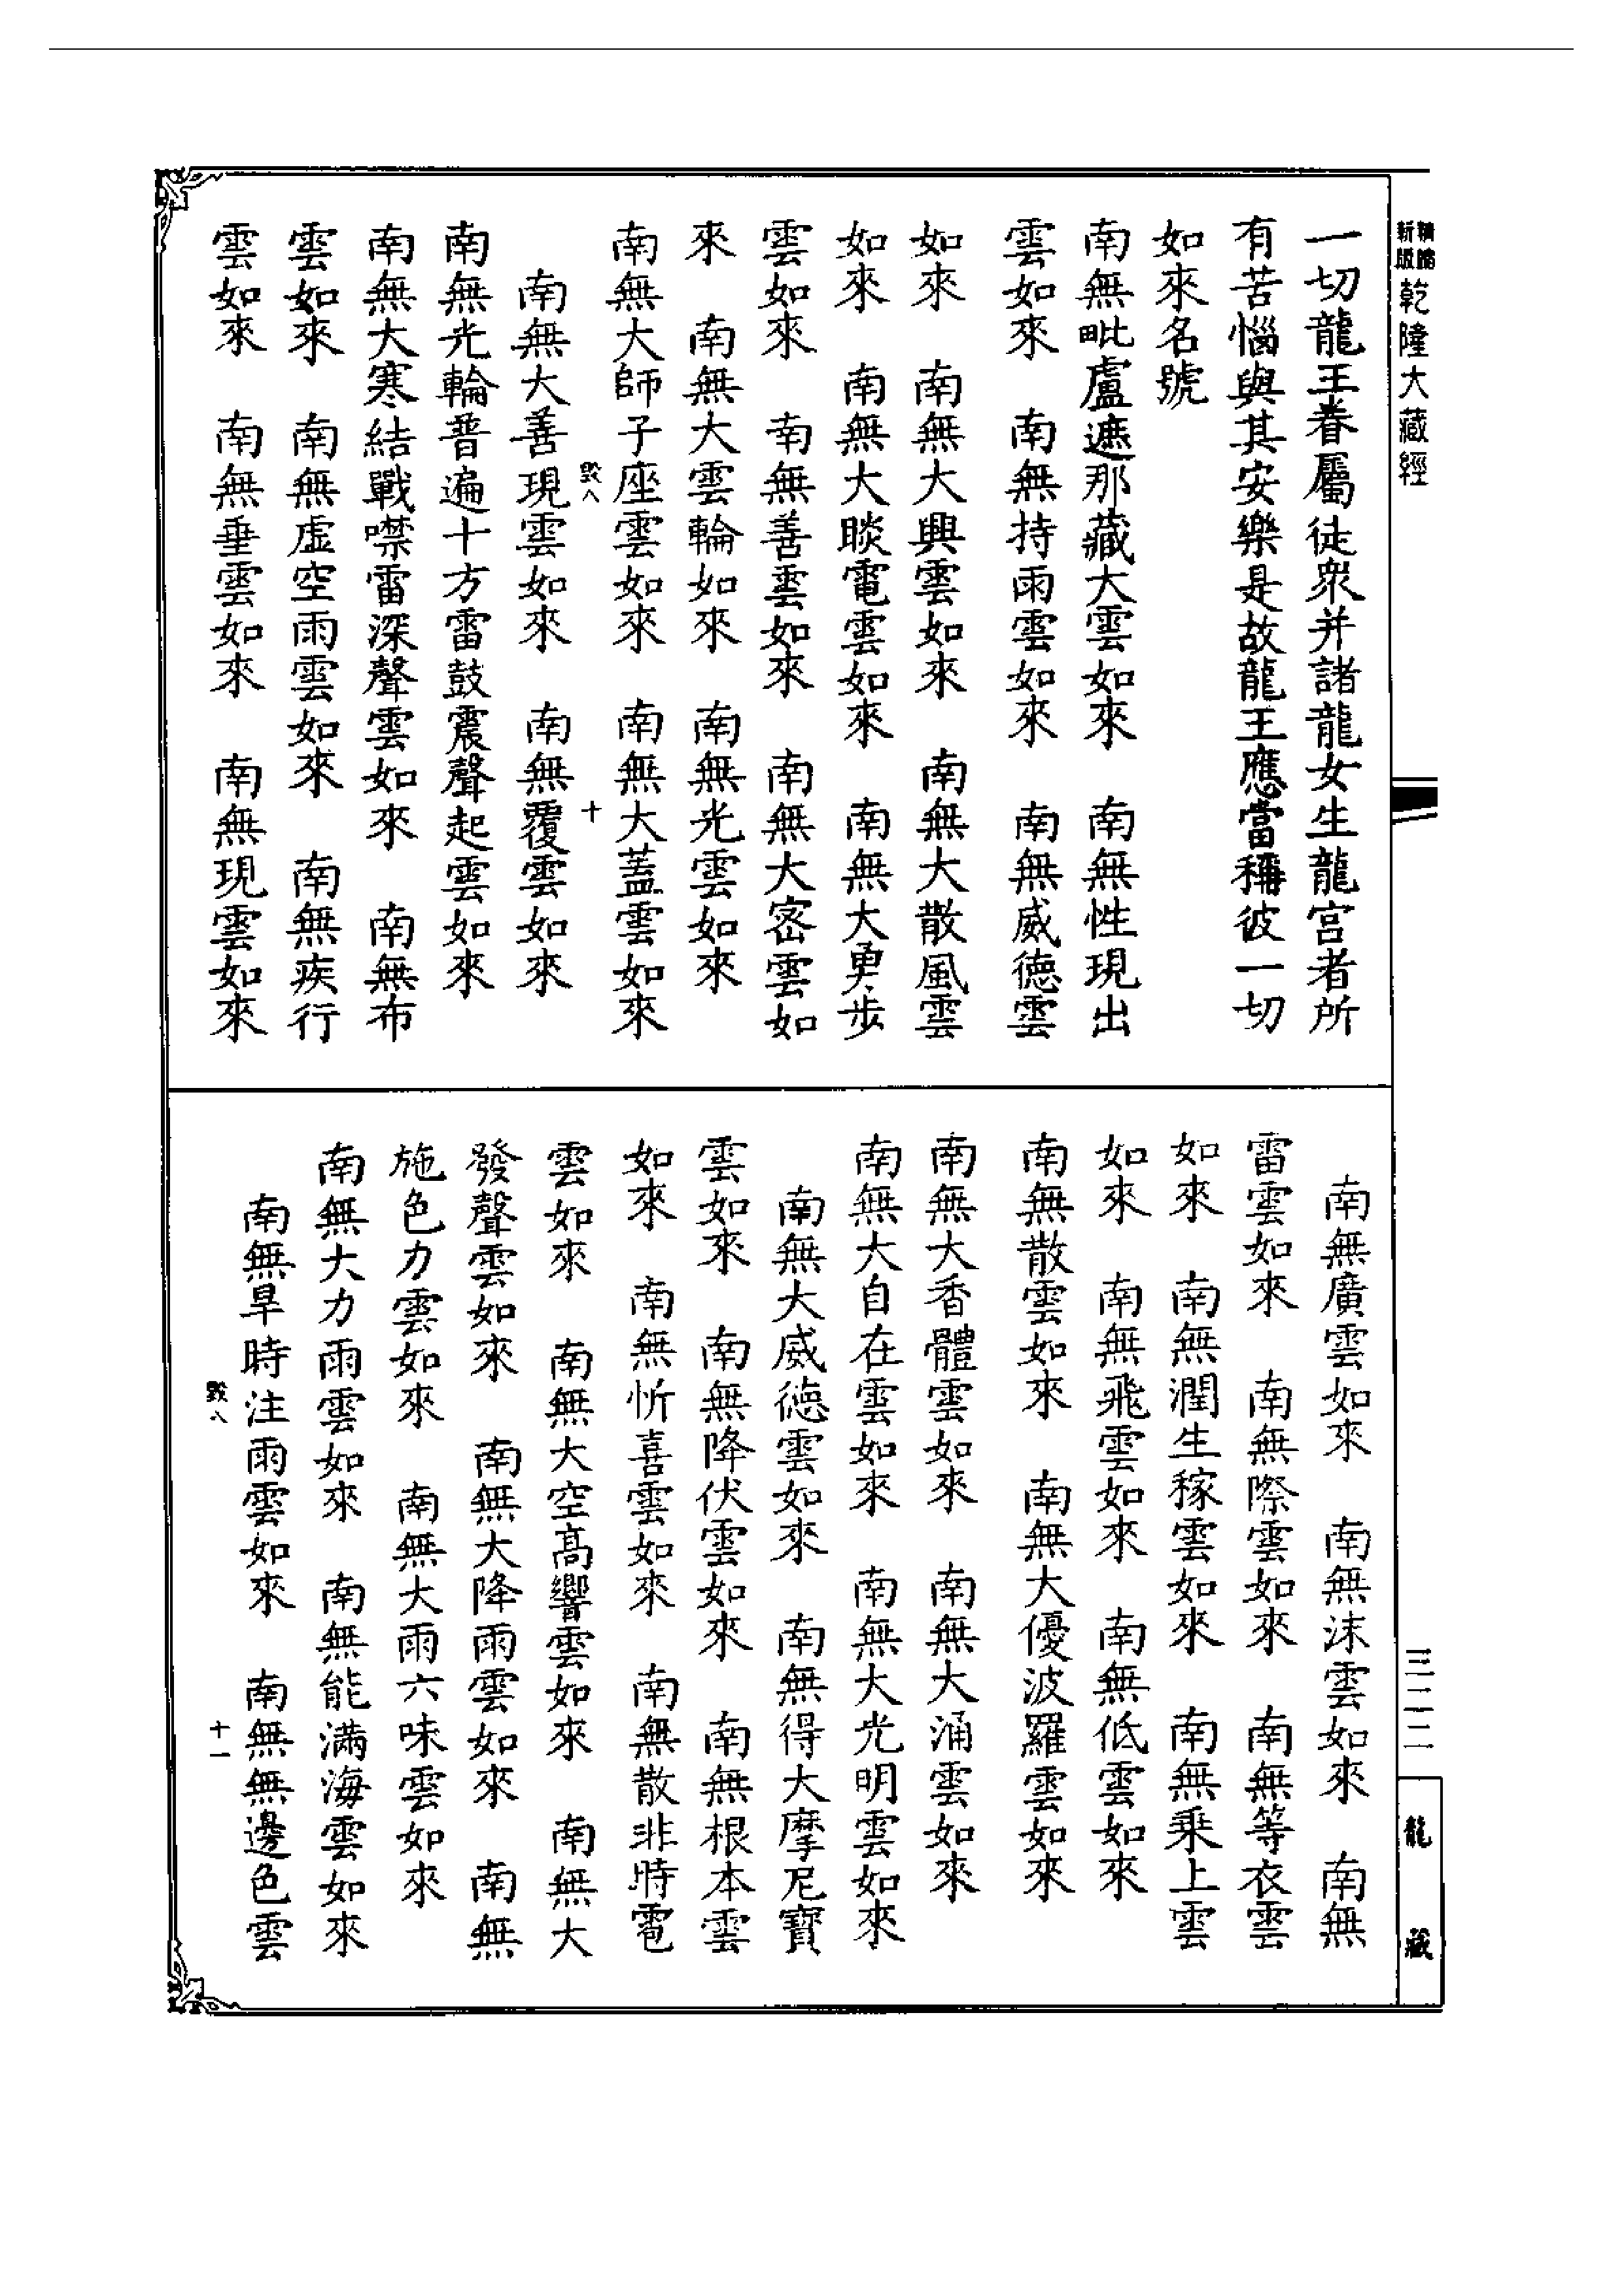 乾隆大藏經
一切龍王眷屬徒衆并諸龍女生龍宮者所
有苦惱與其安樂是故龍王應當稱彼一切
如來名號
南無毗盧遮那藏大雲如來　南無性現出
雲如來　南無持雨雲如來　南無威德雲
如來　南無大興雲如來　南無大散風雲
如來　南無大睒電雲如來　南無大勇步
雲如來　南無善雲如來　南無大密雲如
來　南無大雲輪如來　南無光雲如來
南無大師子座雲如來　南無大蓋雲如來
南無大善現雲如來　南無覆雲如來
十
南無光輪普遍十方雷鼓震聲起雲如來
南無大寒結戰噤雷深聲雲如來　南無布
雲如來　南無虛空雨雲如來　南無疾行
雲如來　南無垂雲如來　南無現雲如來
南無廣雲如來　南無沫雲如來　南無
雷雲如來　南無際雲如來　南無等衣雲
如來　南無潤生稼雲如來　南無乘上雲
如來　南無飛雲如來　南無低雲如來
南無散雲如來　南無大優波羅雲如來
南無大香體雲如來　南無大涌雲如來
南無大自在雲如來　南無大光明雲如來
南無大威德雲如來　南無得大摩尼寶
雲如來　南無降伏雲如來　南無根本雲
如來　南無忻喜雲如來　南無散非時電
雲如來　南無大空高響雲如來　南無大
發聲雲如來　南無大降雨雲如來　南無
施色力雲如來　南無大雨六味雲如來
南無大力雨雲如來　南無能滿海雲如來
南無旱時注雨雲如來　南無無邊色雲
十一
三二二
龍藏